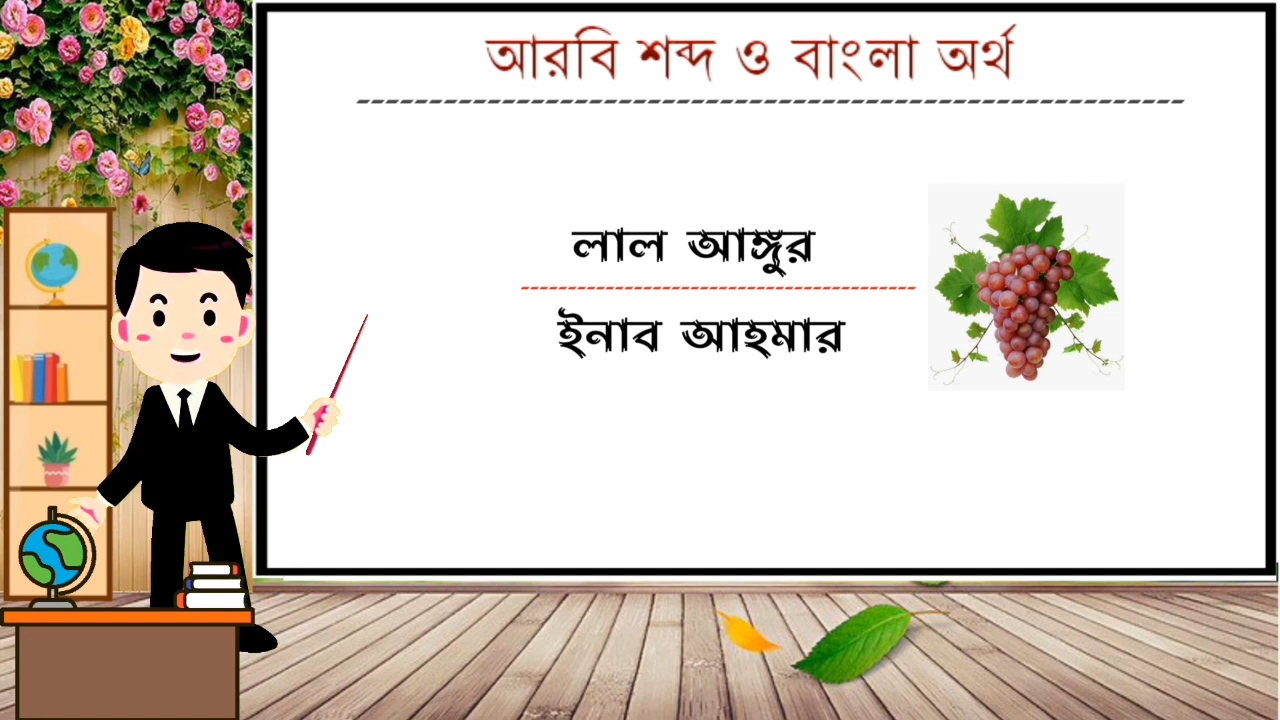 আরবি শব্দ ও বাংলা অর্থ
লাল আঙ্গুর
ইনাব আহমার